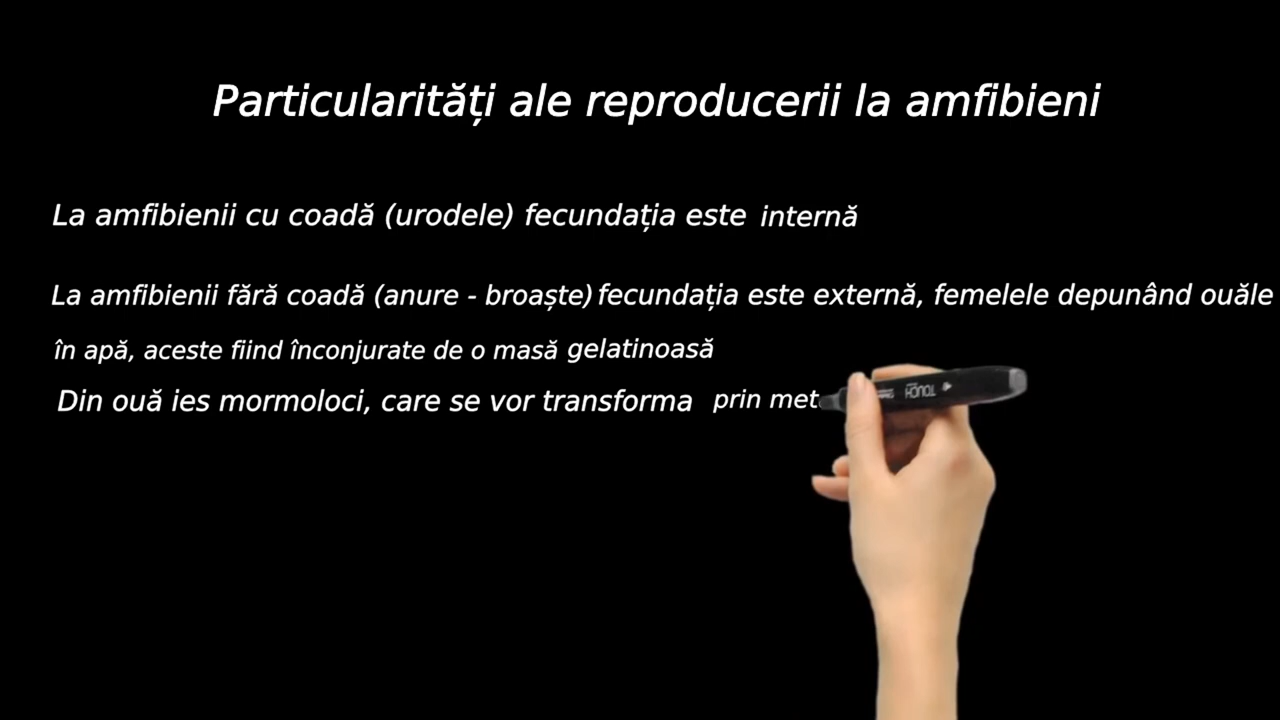 Particularități ale reproducerii la amfibieni
La amfibienii cu coadă (urodele) fecundația este internă
La amfibienii fără coadă (anure - broaște) fecundația este externă, femelele depunând ouăle
în apă, aceste fiind înconjurate de o masă gelatinoasă
Din ouă ies mormoloci, care se vor transforma prin met
TOUCH